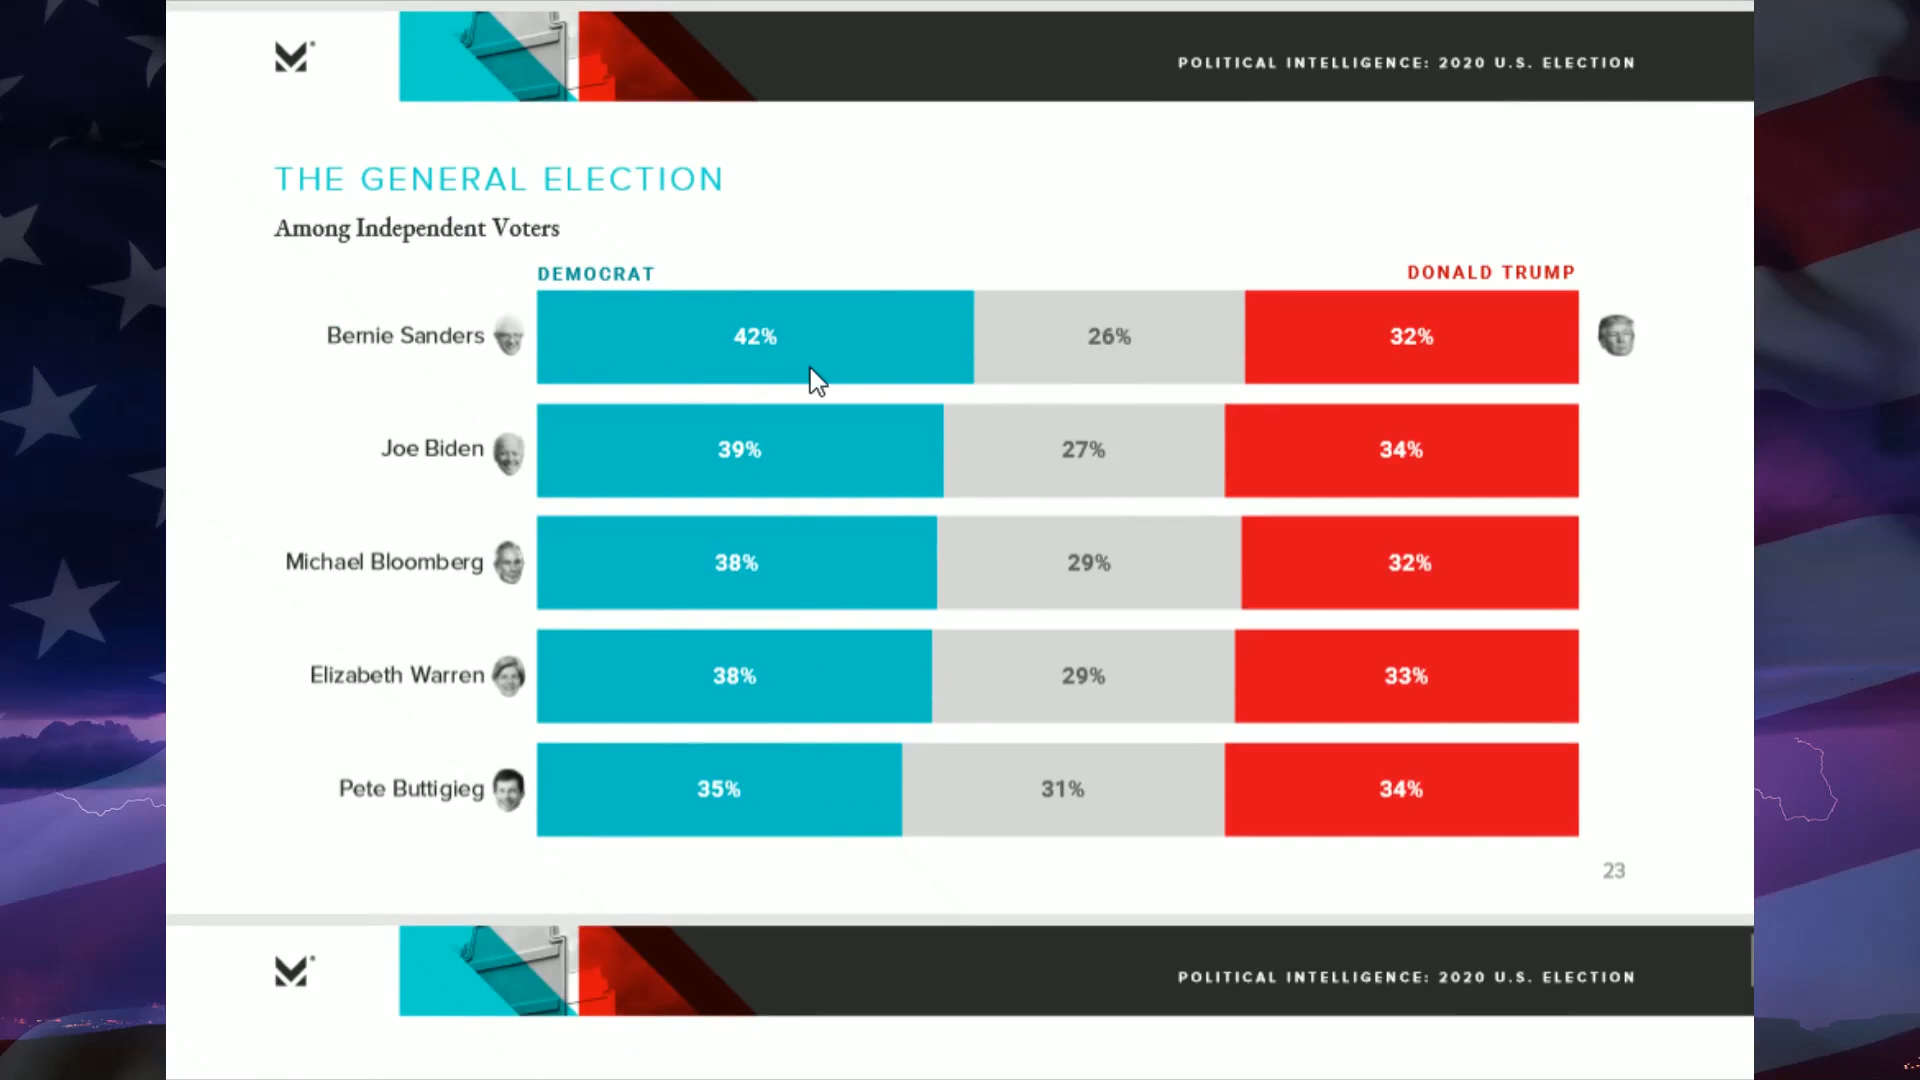 POLITICAL INTELLIGENCE: 2020 U.S. ELECTION
THE GENERAL ELECTION
Among Independent Voters
DEMOCRAT DONALD TRUMP
Bernie Sanders 42% 26% 32%
Joe Biden 39% 27% 34%
Michael Bloomberg 38% 29% 32%
Elizabeth Warren 38% 29% 33%
Pete Buttigieg 35% 31% 34%
23
POLITICAL INTELLIGENCE: 2020 U.S. ELECTION